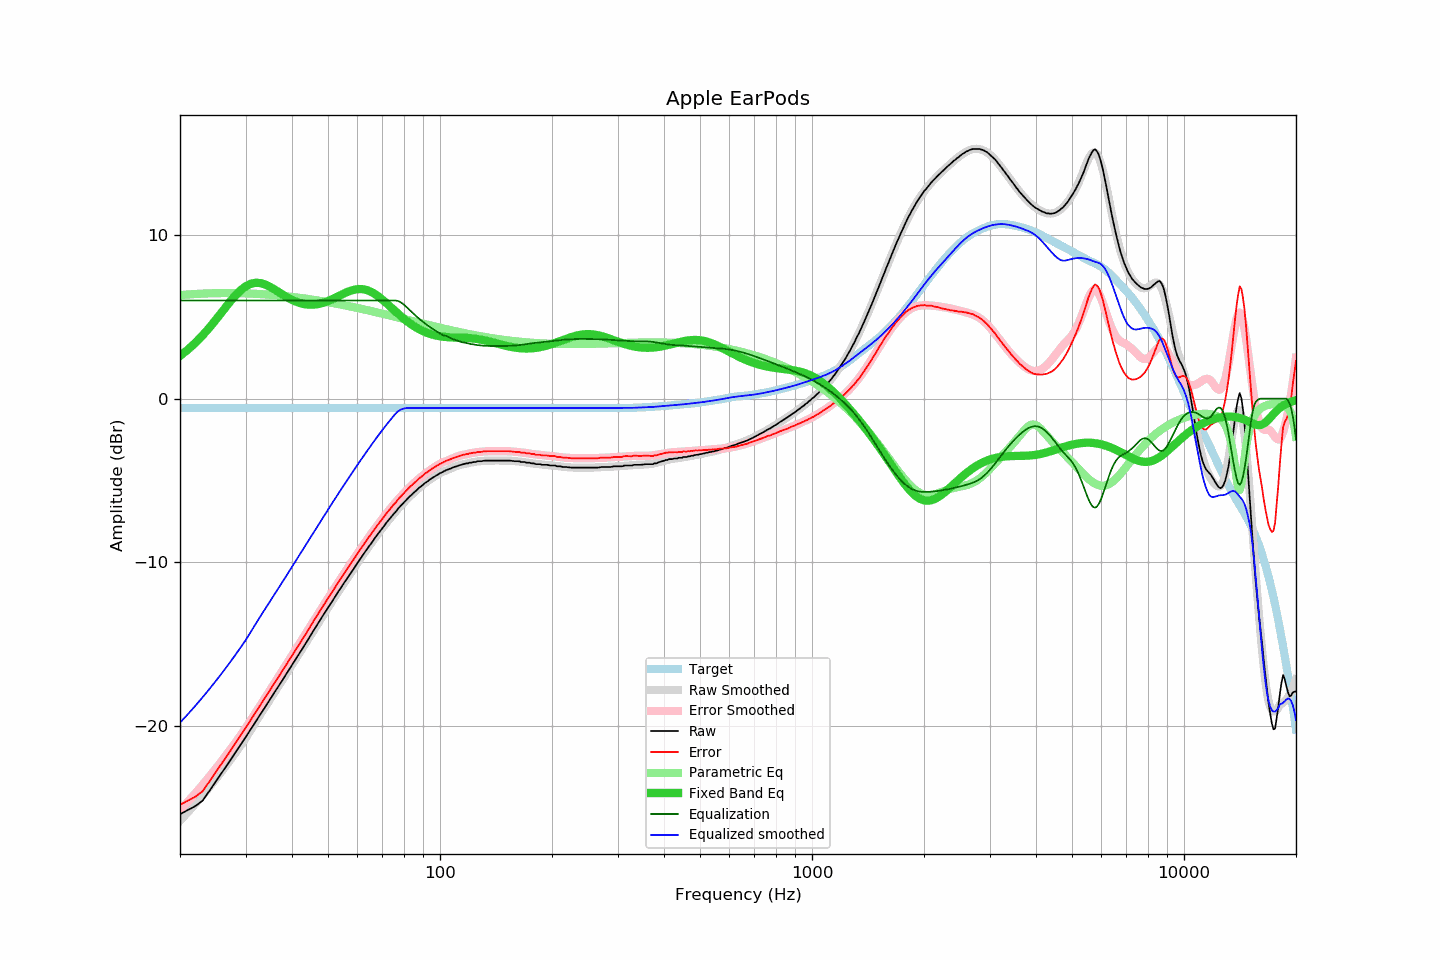 Apple EarPods
Amplitude (dBr)
10
0
−10
−20
100
1000
10000
Frequency (Hz)
Target
Raw Smoothed
Error Smoothed
Raw
Error
Parametric Eq
Fixed Band Eq
Equalization
Equalized smoothed